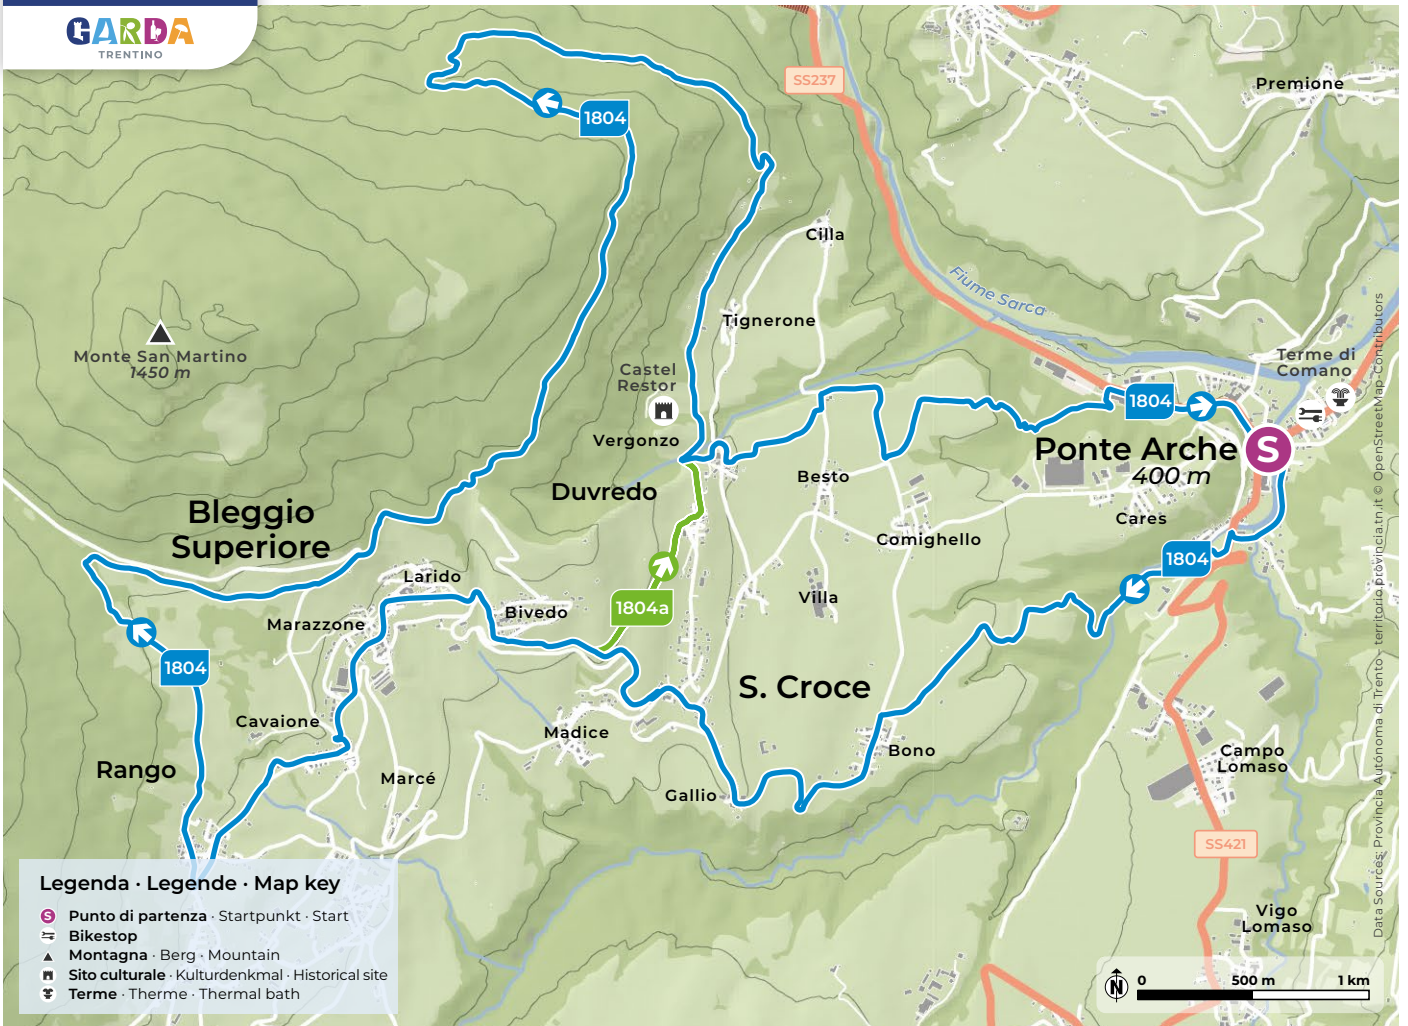 GARDA
TRENTINO
SS237
Premione
1804
Cilla
Fiume Sarca
Tignerone
Monte San Martino
1450 m
Castel
Restor
Terme di
Comano
1804
Vergonzo
Ponte Arche
S
400 m
Besto
Duvredo
Cares
Bleggio
Superiore
Comighello
1804
Larido
Villa
1804a
Bivedo
Marazzone
1804
S. Croce
Cavaione
Madice
Bono
Campo
Lomaso
Rango
Marcé
Gallio
SS421
Vigo
Lomaso
Legenda · Legende · Map key
S Punto di partenza · Startpunkt · Start
Bikestop
Montagna · Berg · Mountain
Sito culturale · Kulturdenkmal · Historical site
Terme · Therme · Thermal bath
N 0 500 m 1 km
Data Sources: Provincia Autonoma di Trento - territorio.provincia.tn.it © OpenStreetMap-Contributors